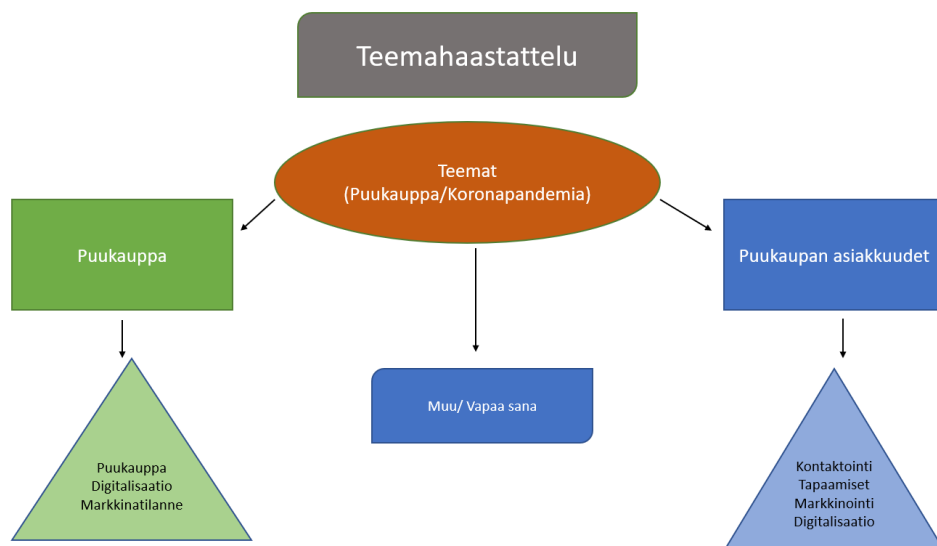 Teemahaastattelu
Teemat
(Puukauppa/Koronapandemia)
Puukauppa
Puukaupan asiakkuudet
Muu/ Vapaa sana
Puukauppa
Digitalisaatio
Markkinatilanne
Kontaktointi
Tapaamiset
Markkinointi
Digitalisaatio